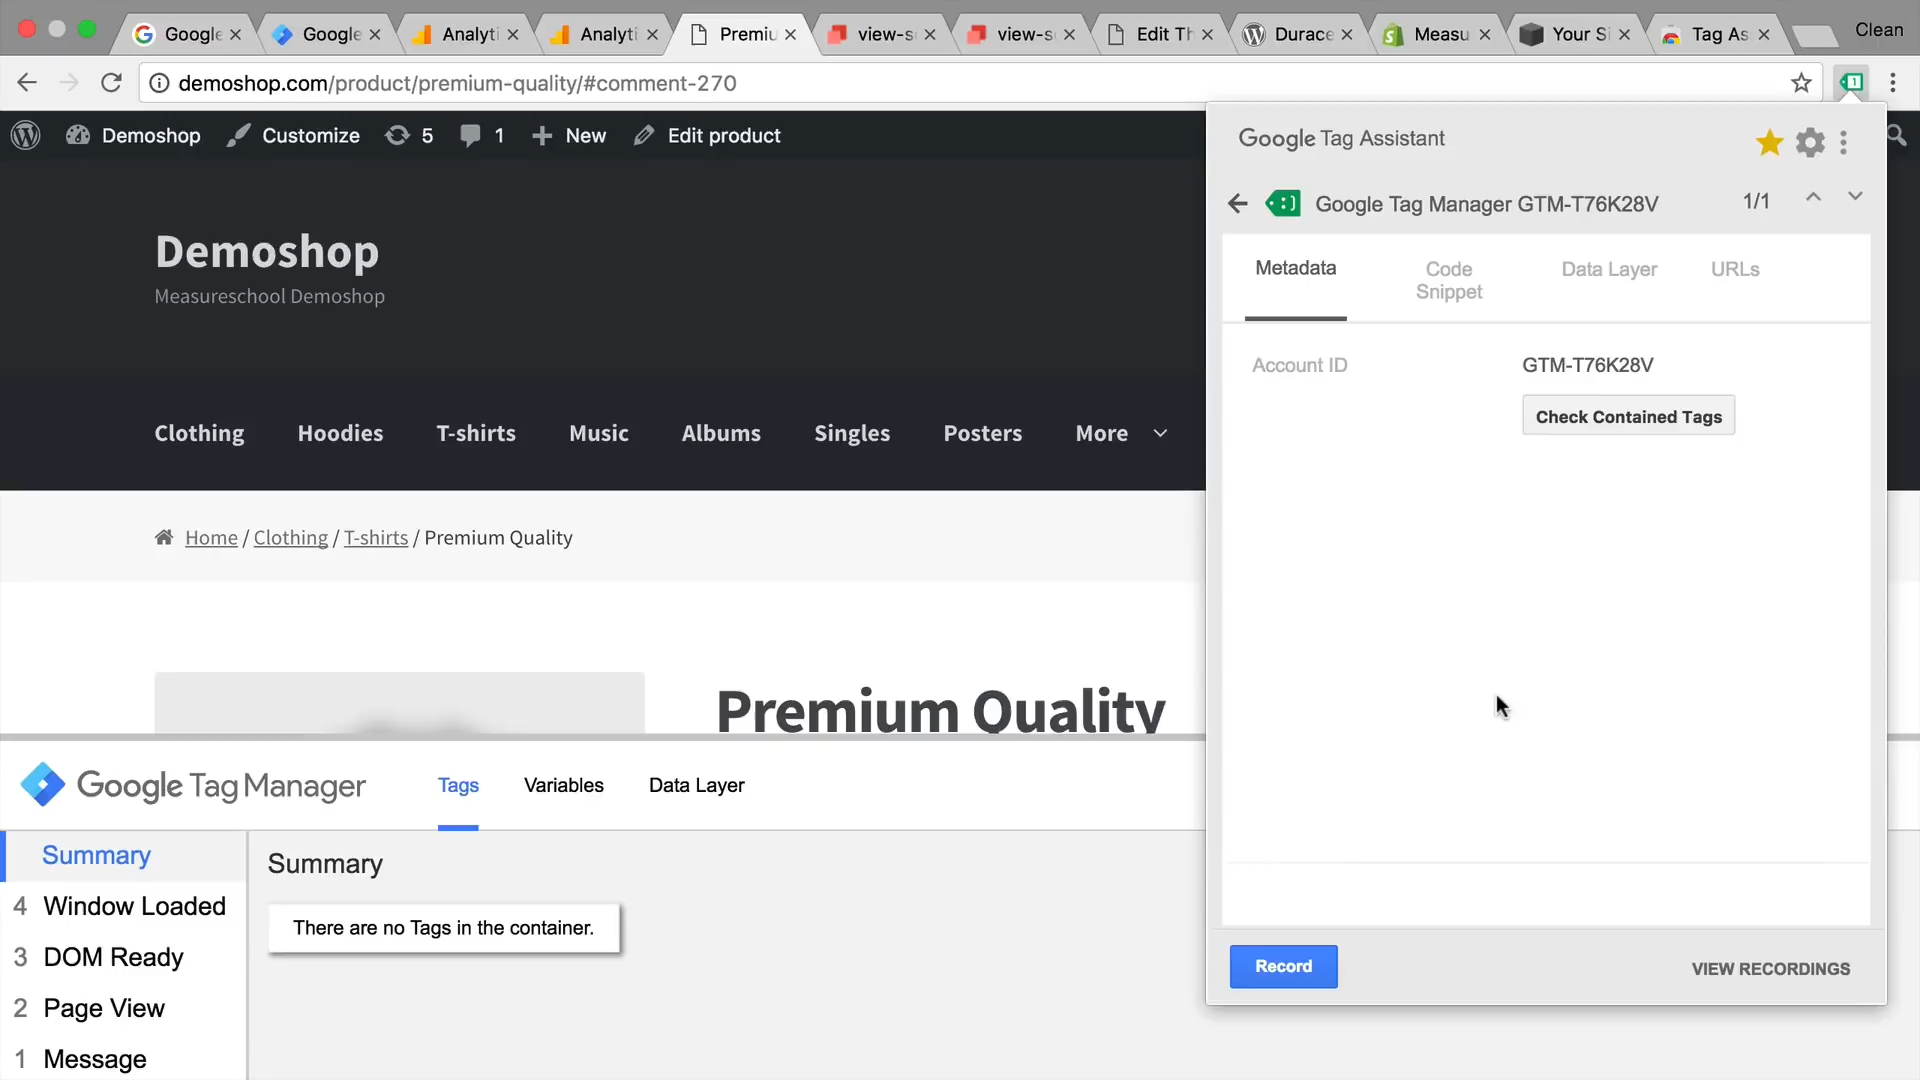 Google
Google
Analyti
Analyti
Premiu
view-s
view-s
Edit Th
Durace
Measu
Your Si
Tag As
Clean
demoshop.com/product/premium-quality/#comment-270
Demoshop
Customize
5
1
New
Edit product
Google Tag Assistant
Google Tag Manager GTM-T76K28V
1/1
Metadata
Code Snippet
Data Layer
URLs
Account ID
GTM-T76K28V
Check Contained Tags
Record
VIEW RECORDINGS
Demoshop
Measureschool Demoshop
Clothing
Hoodies
T-shirts
Music
Albums
Singles
Posters
More
Home / Clothing / T-shirts / Premium Quality
Premium Quality
Google Tag Manager
Tags
Variables
Data Layer
Summary
4 Window Loaded
3 DOM Ready
2 Page View
1 Message
Summary
There are no Tags in the container.